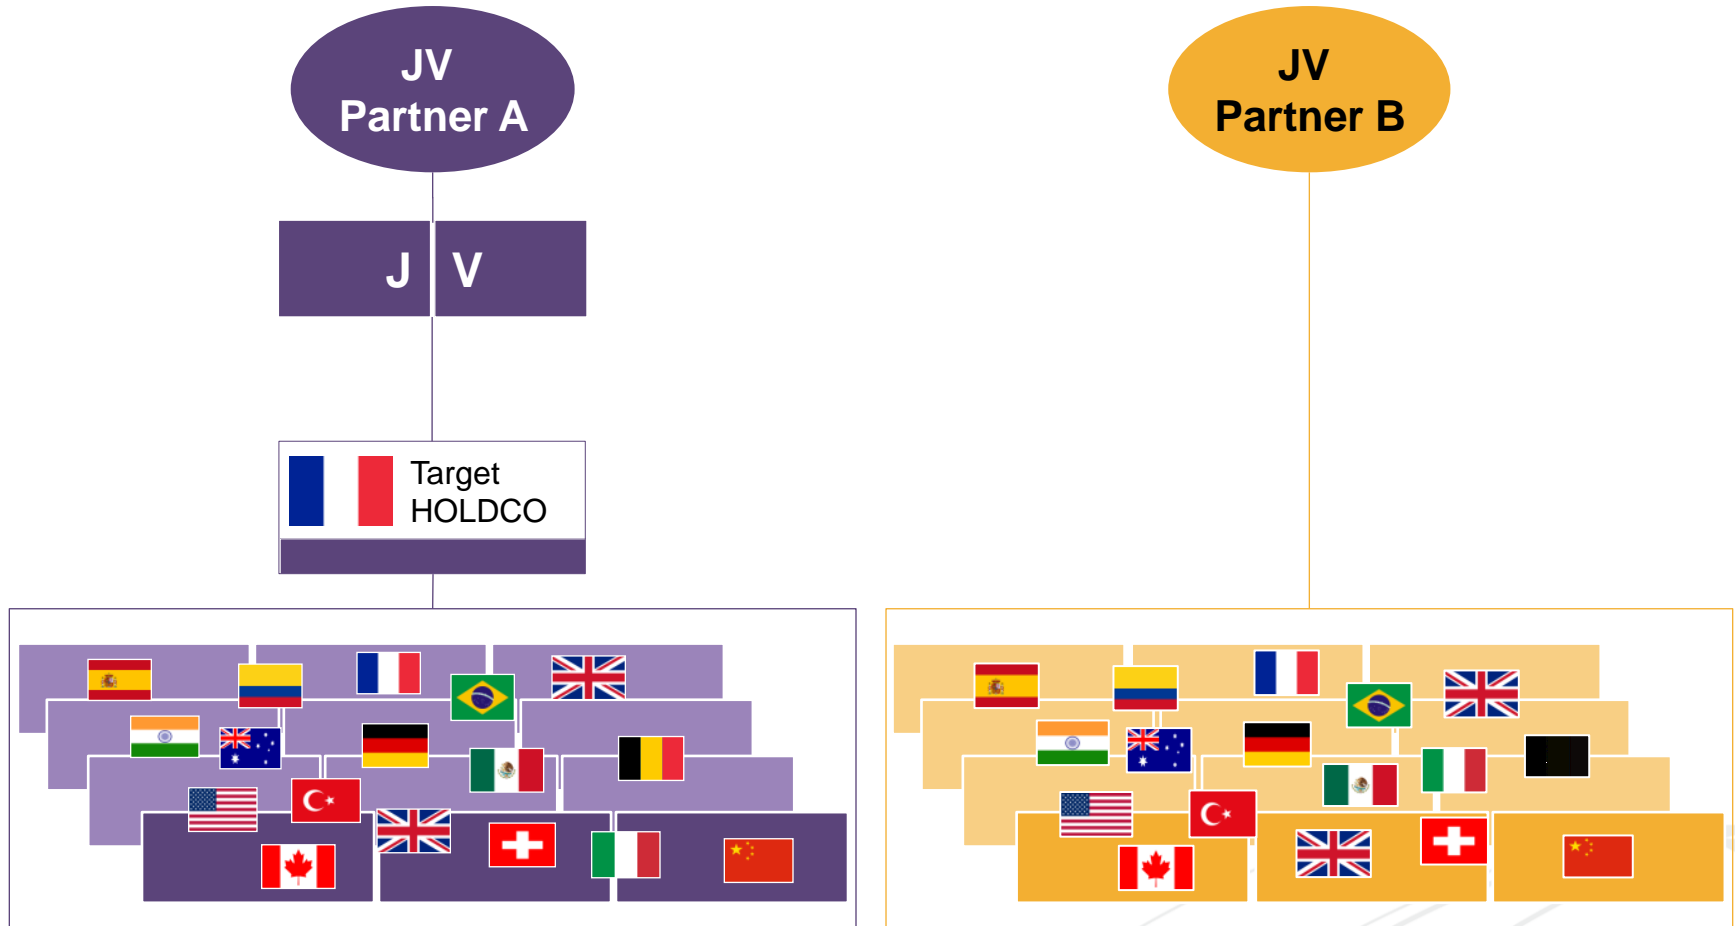 JV
Partner A
JV
Partner B
J V
Target
HOLDCO